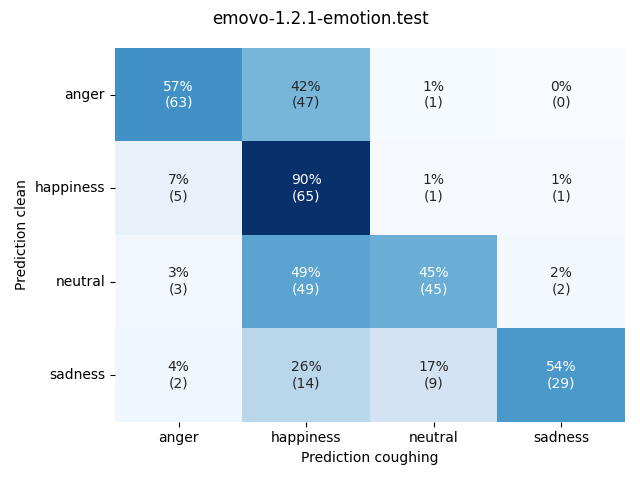 emovo-1.2.1-emotion.test
Prediction clean
anger
57% 42% 1% 0%
(63) (47) (1) (0)
happiness
7% 90% 1% 1%
(5) (65) (1) (1)
neutral
3% 49% 45% 2%
(3) (49) (45) (2)
sadness
4% 26% 17% 54%
(2) (14) (9) (29)
anger happiness neutral sadness
Prediction coughing